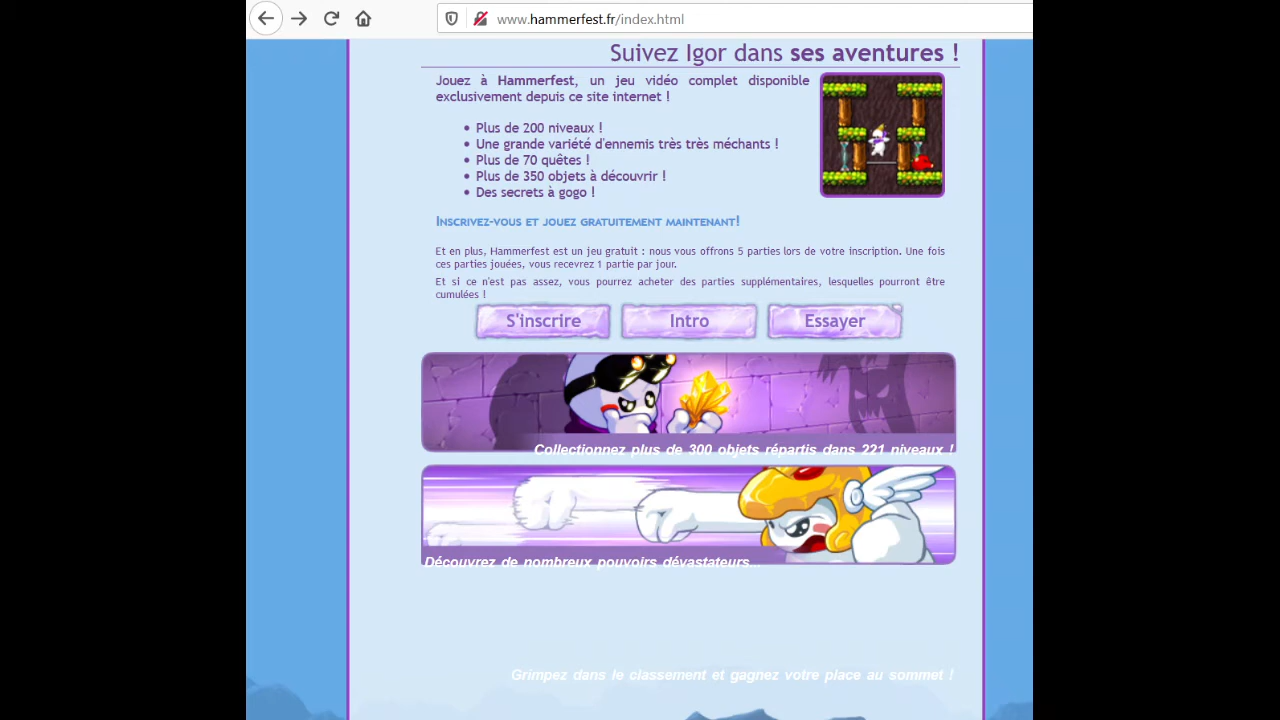 www.hammerfest.fr/index.html
Suivez Igor dans ses aventures !
Jouez à Hammerfest, un jeu vidéo complet disponible
exclusivement depuis ce site internet !
• Plus de 200 niveaux !
• Une grande variété d'ennemis très très méchants !
• Plus de 70 quêtes !
• Plus de 350 objets à découvrir !
• Des secrets à gogo !
Inscrivez-vous et jouez gratuitement maintenant!
Et en plus, Hammerfest est un jeu gratuit : nous vous offrons 5 parties lors de votre inscription. Une fois
ces parties jouées, vous recevrez 1 partie par jour.
Et si ce n'est pas assez, vous pourrez acheter des parties supplémentaires, lesquelles pourront être
cumulées !
S'inscrire Intro Essayer
Collectionnez plus de 300 objets répartis dans 221 niveaux !
Découvrez de nombreux pouvoirs dévastateurs...
Grimpez dans le classement et gagnez votre place au sommet !